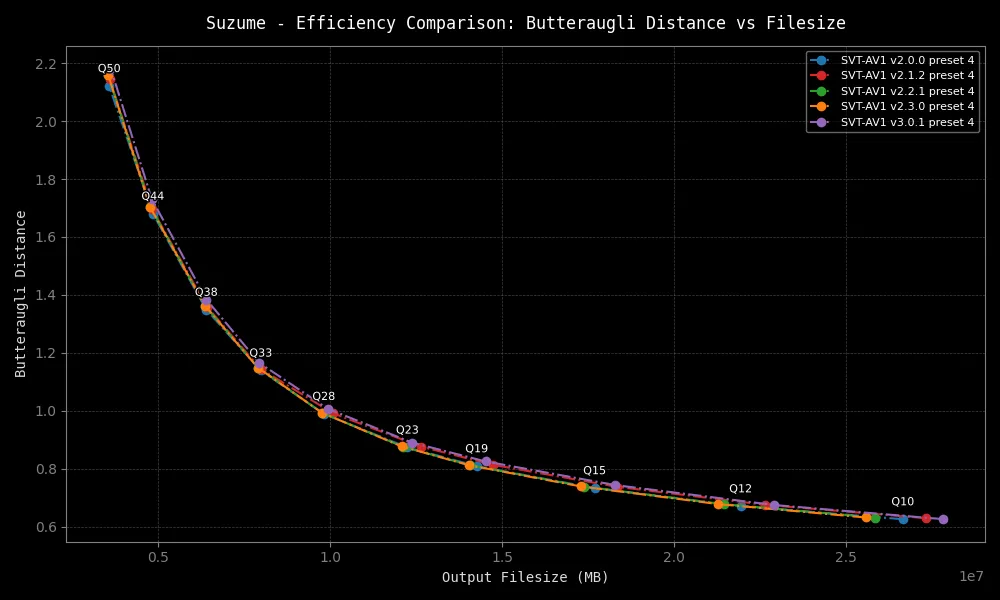 Suzume - Efficiency Comparison: Butteraugli Distance vs Filesize
SVT-AV1 v2.0.0 preset 4
SVT-AV1 v2.1.2 preset 4
SVT-AV1 v2.2.1 preset 4
SVT-AV1 v2.3.0 preset 4
SVT-AV1 v3.0.1 preset 4
Butteraugli Distance
2.2
2.0
1.8
1.6
1.4
1.2
1.0
0.8
0.6
Q50
Q44
Q38
Q33
Q28
Q23
Q19
Q15
Q12
Q10
0.5
1.0
1.5
2.0
2.5
1e7
Output Filesize (MB)